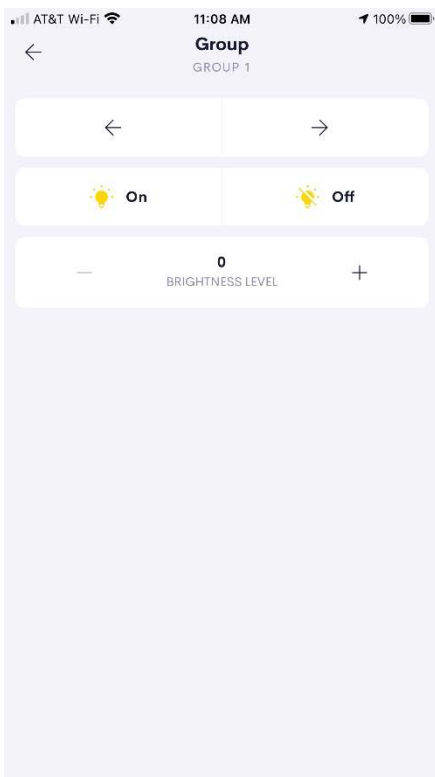 AT&T Wi-Fi 11:08 AM 100%
Group
GROUP 1
On Off
0
BRIGHTNESS LEVEL